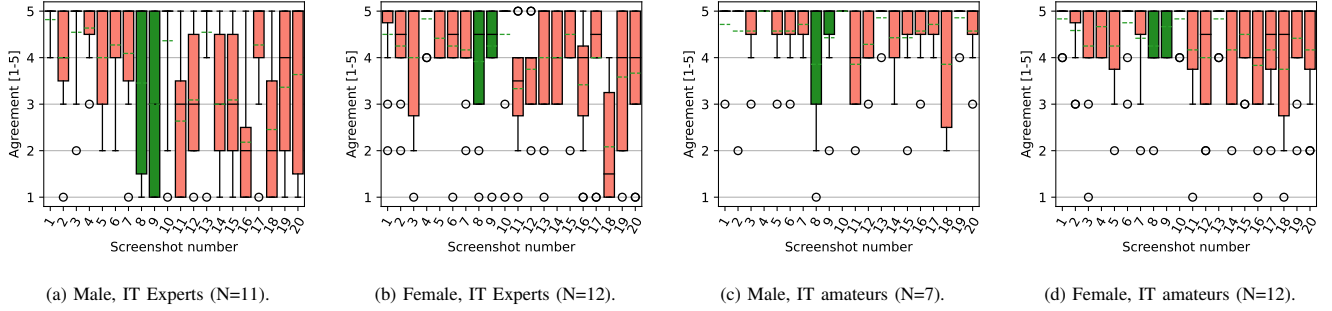 Agreement [1-5]
5
4
3
2
1
1 2 3 4 5 6 7 8 9 10 11 12 13 14 15 16 17 18 19 20
Screenshot number
(a) Male, IT Experts (N=11).
Agreement [1-5]
5
4
3
2
1
1 2 3 4 5 6 7 8 9 10 11 12 13 14 15 16 17 18 19 20
Screenshot number
(b) Female, IT Experts (N=12).
Agreement [1-5]
5
4
3
2
1
1 2 3 4 5 6 7 8 9 10 11 12 13 14 15 16 17 18 19 20
Screenshot number
(c) Male, IT amateurs (N=7).
Agreement [1-5]
5
4
3
2
1
1 2 3 4 5 6 7 8 9 10 11 12 13 14 15 16 17 18 19 20
Screenshot number
(d) Female, IT amateurs (N=12).